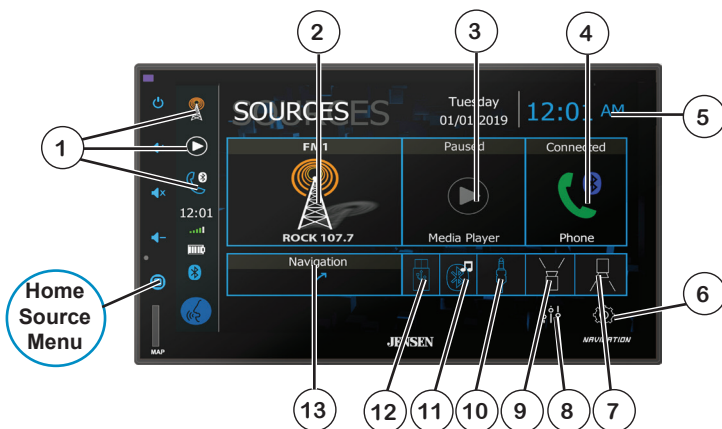 2
3
4
1
5
SOURCES
SOURCES
Tuesday
01/01/2019
12:01 AM
FM1
Paused
Connected
12:01
ROCK 107.7
Media Player
Phone
Navigation
Home
Source
Menu
MAP
JENSEN
NAVIGATION
6
13
12
11
10
9
8
7